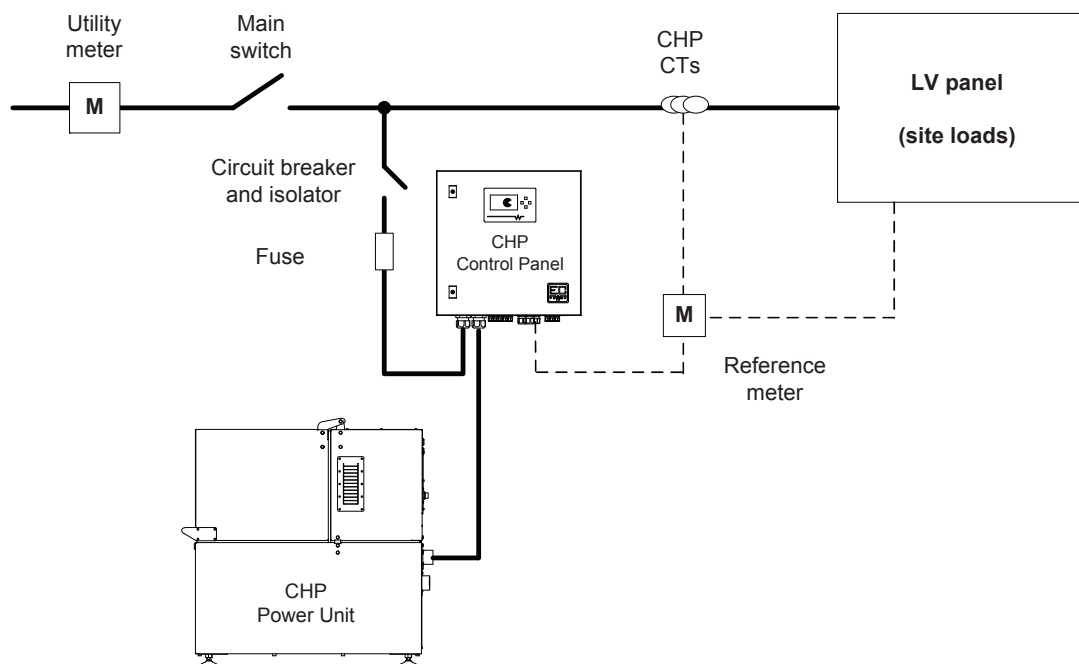 Utility
meter
Main
switch
CHP
CTs
M
LV panel
(site loads)
Circuit breaker
and isolator
Fuse
CHP
Control Panel
M
Reference
meter
CHP
Power Unit